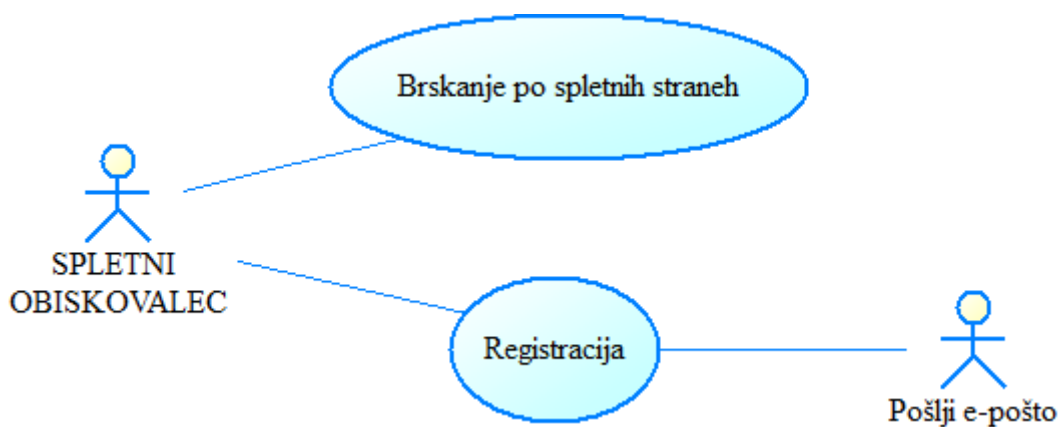 Brskanje po spletnih straneh
SPLETNI
OBISKOVALEC
Registracija
Pošlji e-pošto